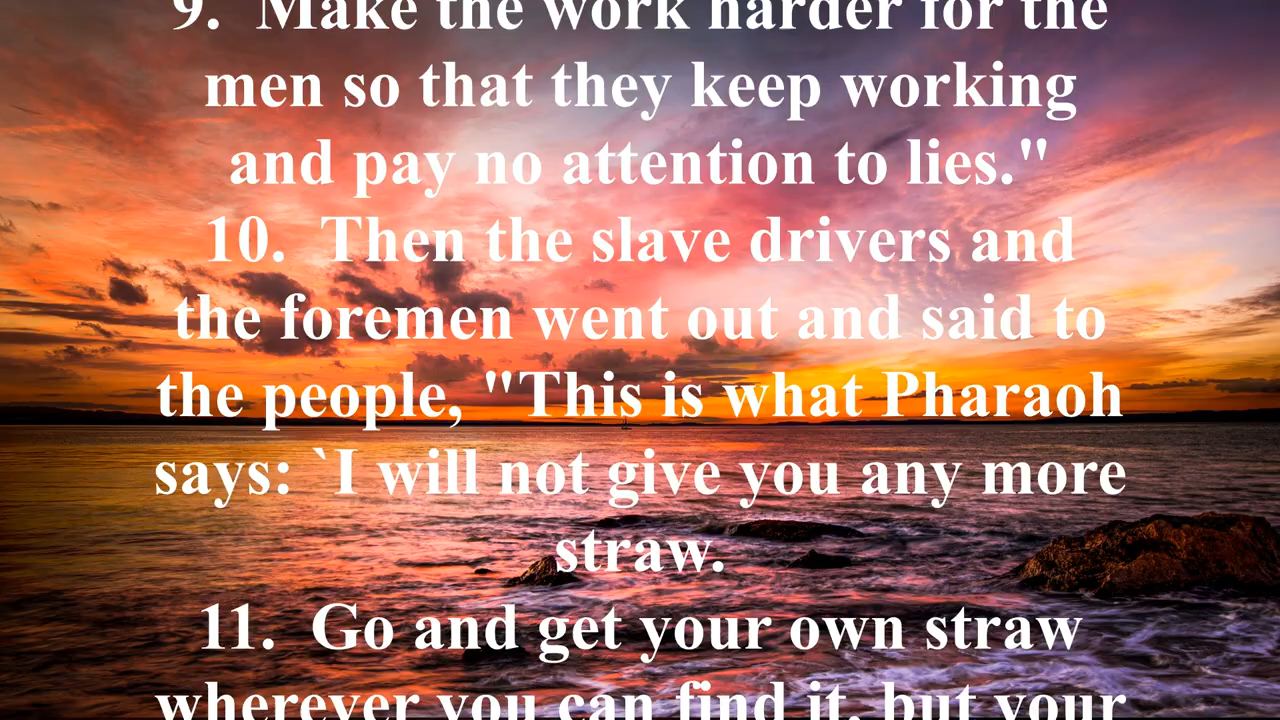 9.  Make the work harder for the
men so that they keep working
and pay no attention to lies."
10.  Then the slave drivers and
the foremen went out and said to
the people, "This is what Pharaoh
says: `I will not give you any more
straw.
11.  Go and get your own straw
wherever you can find it, but your